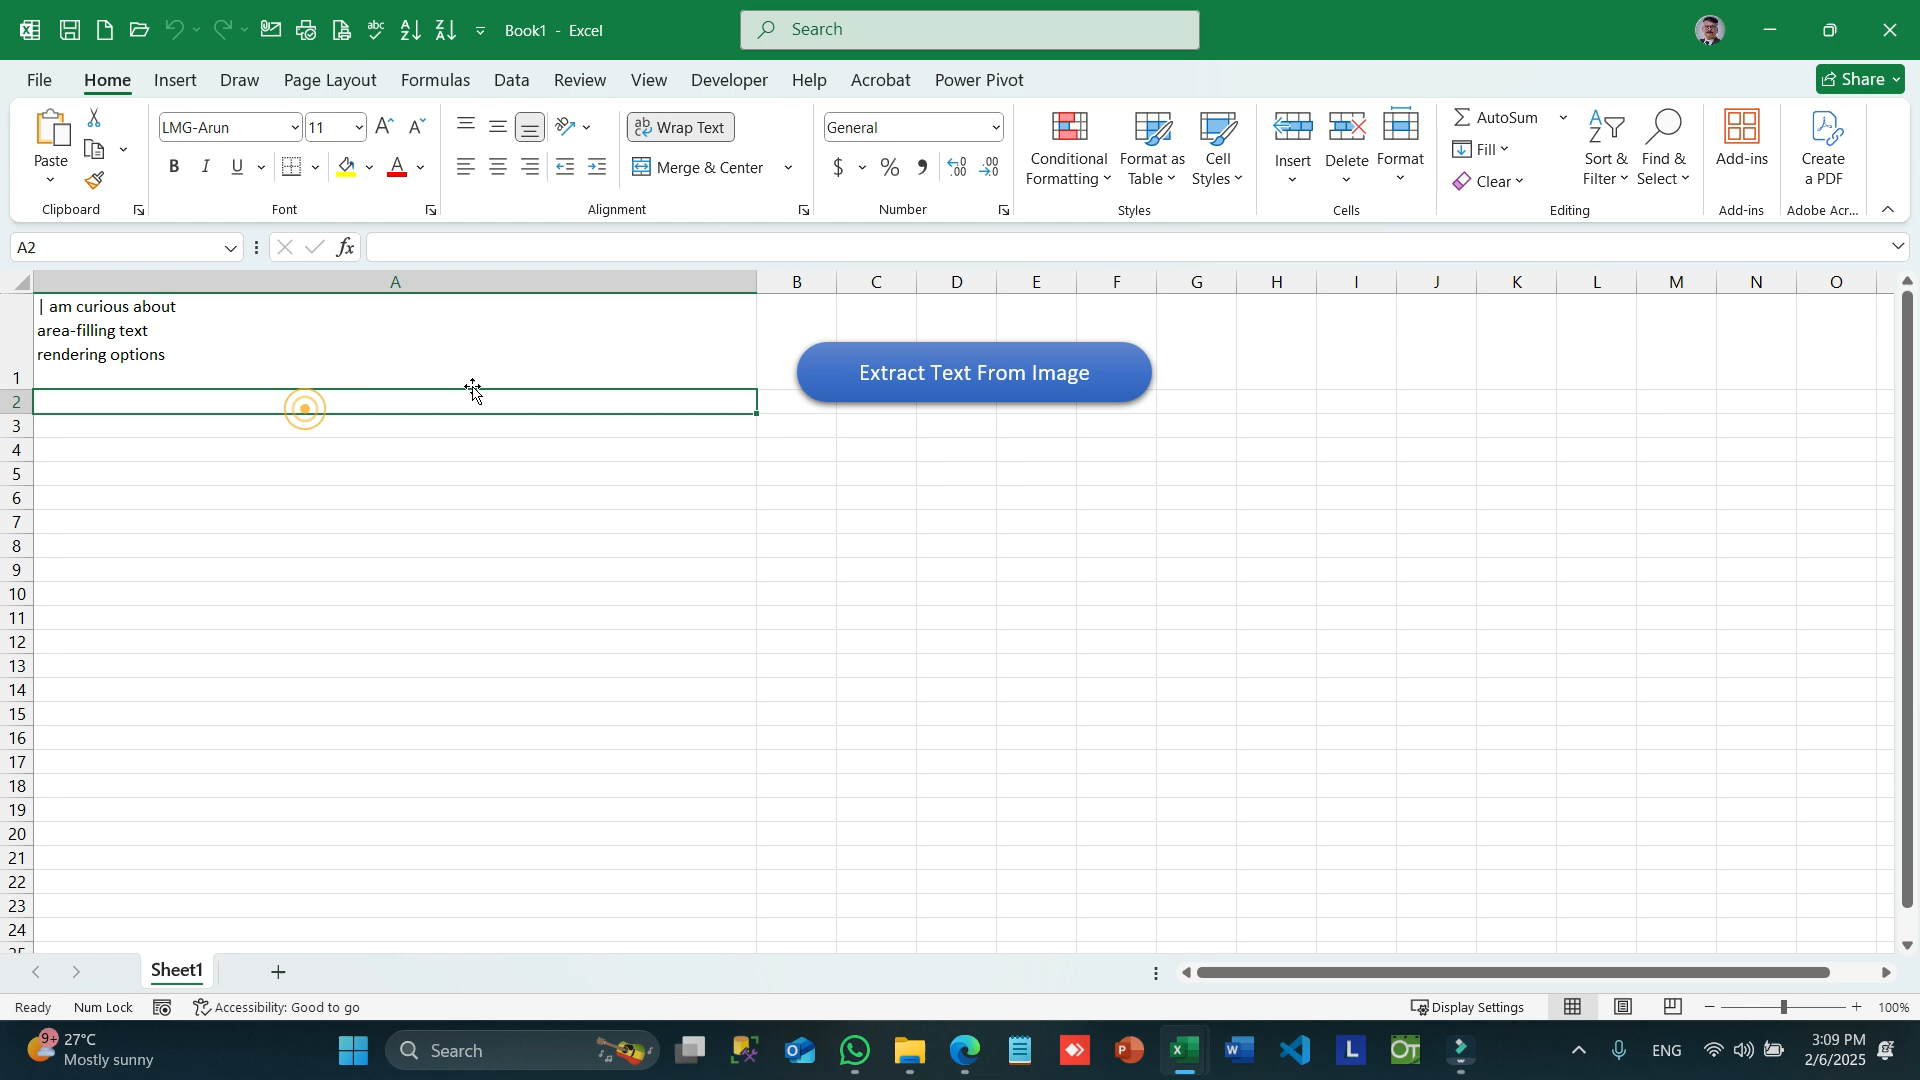 Book1 - Excel
Search
File Home Insert Draw Page Layout Formulas Data Review View Developer Help Acrobat Power Pivot
Share
Paste
Clipboard
LMG-Arun 11
B I U
Font
Wrap Text
Merge & Center
Alignment
General
$ % ,
Number
Conditional Formatting
Format as Table
Cell Styles
Styles
Insert Delete Format
Cells
AutoSum
Fill
Clear
Sort & Filter
Find & Select
Editing
Add-ins
Add-ins
Create a PDF
Adobe Acr...
A2
fx
A B C D E F G H I J K L M N O
| am curious about
area-filling text
rendering options
Extract Text From Image
1
2
3
4
5
6
7
8
9
10
11
12
13
14
15
16
17
18
19
20
21
22
23
24
25
Sheet1
Ready Num Lock Accessibility: Good to go Display Settings 100%
9+ 27°C
Mostly sunny
Search
ENG
3:09 PM
2/6/2025